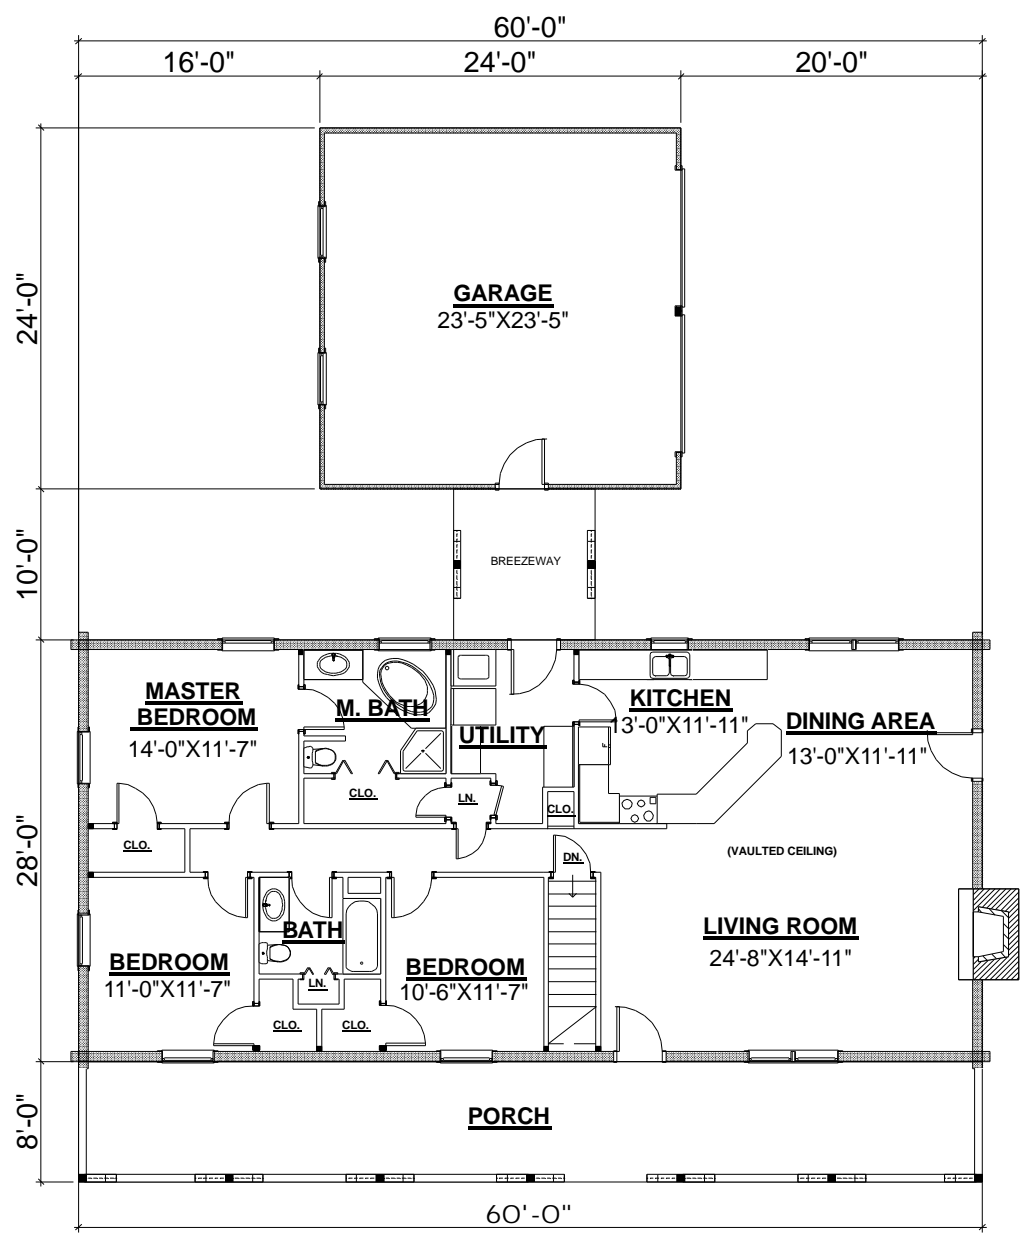 60'-0"
16'-0"
24'-0"
20'-0"
24'-0"
GARAGE
23'-5"X23'-5"
10'-0"
BREEZEWAY
MASTER
BEDROOM
14'-0"X11'-7"
M. BATH
UTILITY
KITCHEN
13'-0"X11'-11"
DINING AREA
13'-0"X11'-11"
F.
CLO.
LN.
CLO.
CLO.
28'-0"
DN.
(VAULTED CEILING)
LIVING ROOM
24'-8"X14'-11"
BATH
BEDROOM
11'-0"X11'-7"
BEDROOM
10'-6"X11'-7"
LN.
CLO.
CLO.
8'-0"
PORCH
60'-0"